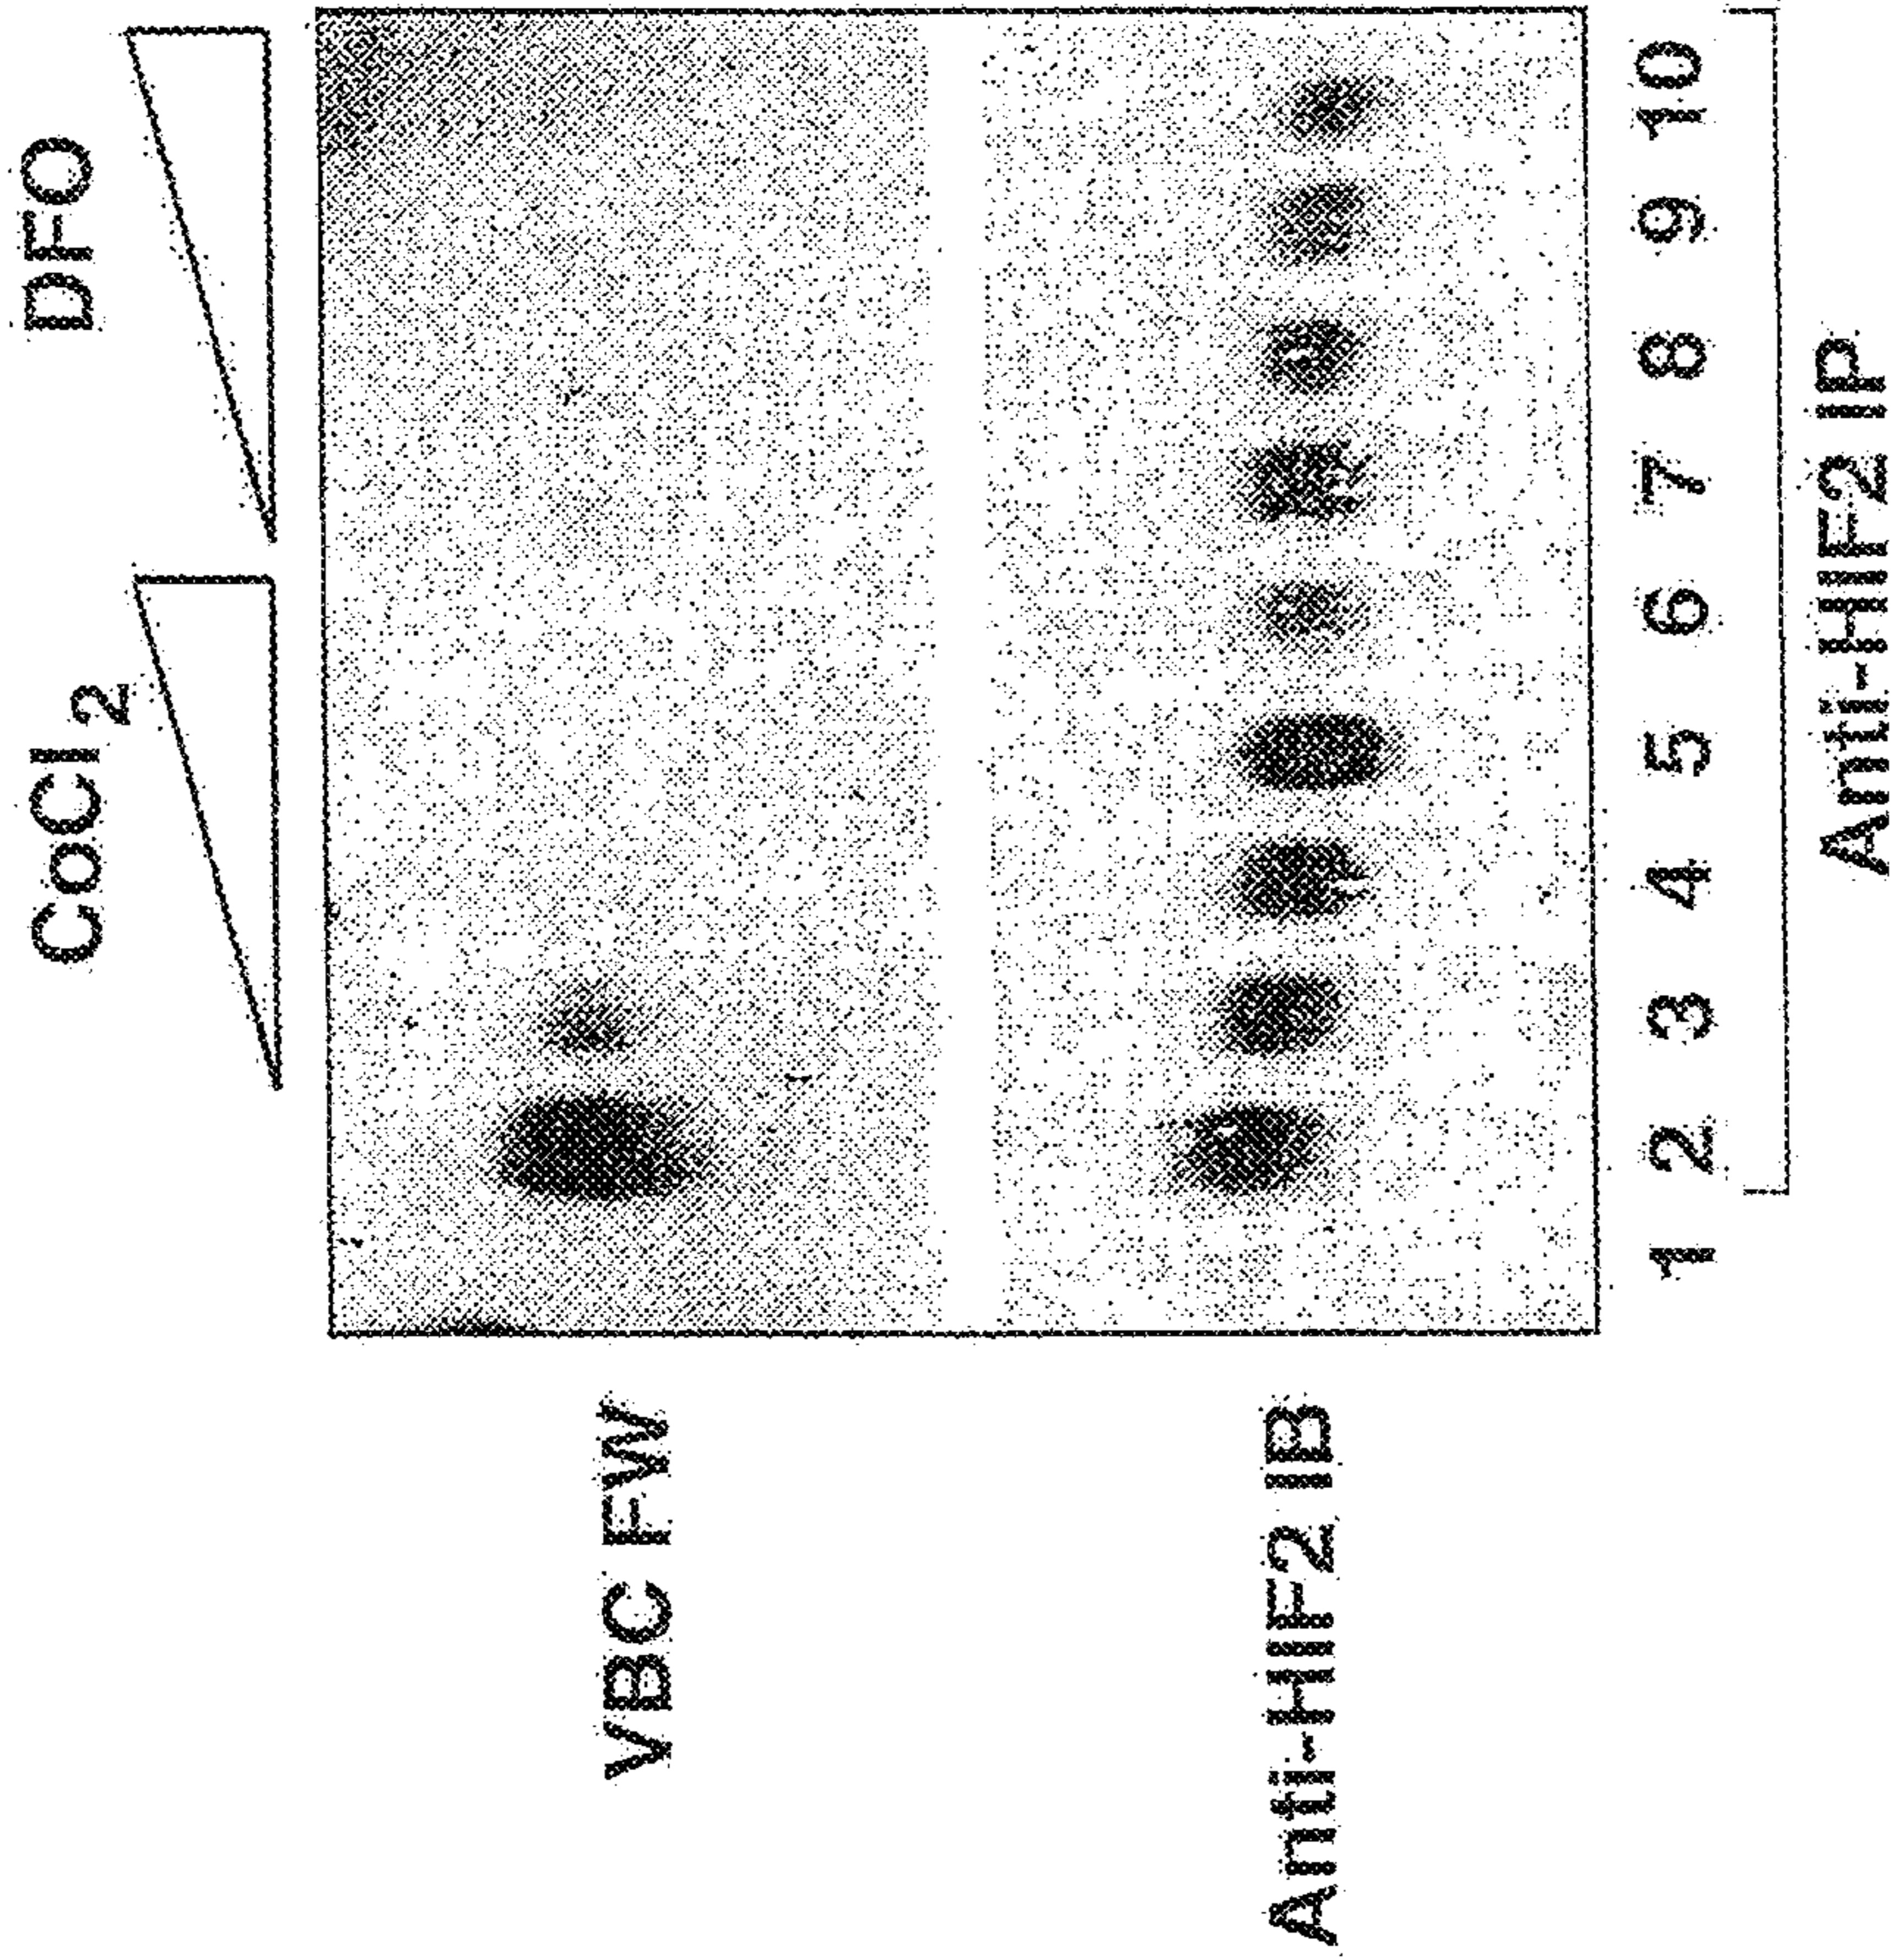 CoCl2 DFO
VBC FW
Anti-HIF2 IB
1 2 3 4 5 6 7 8 9 10
Anti-HIF2 IP